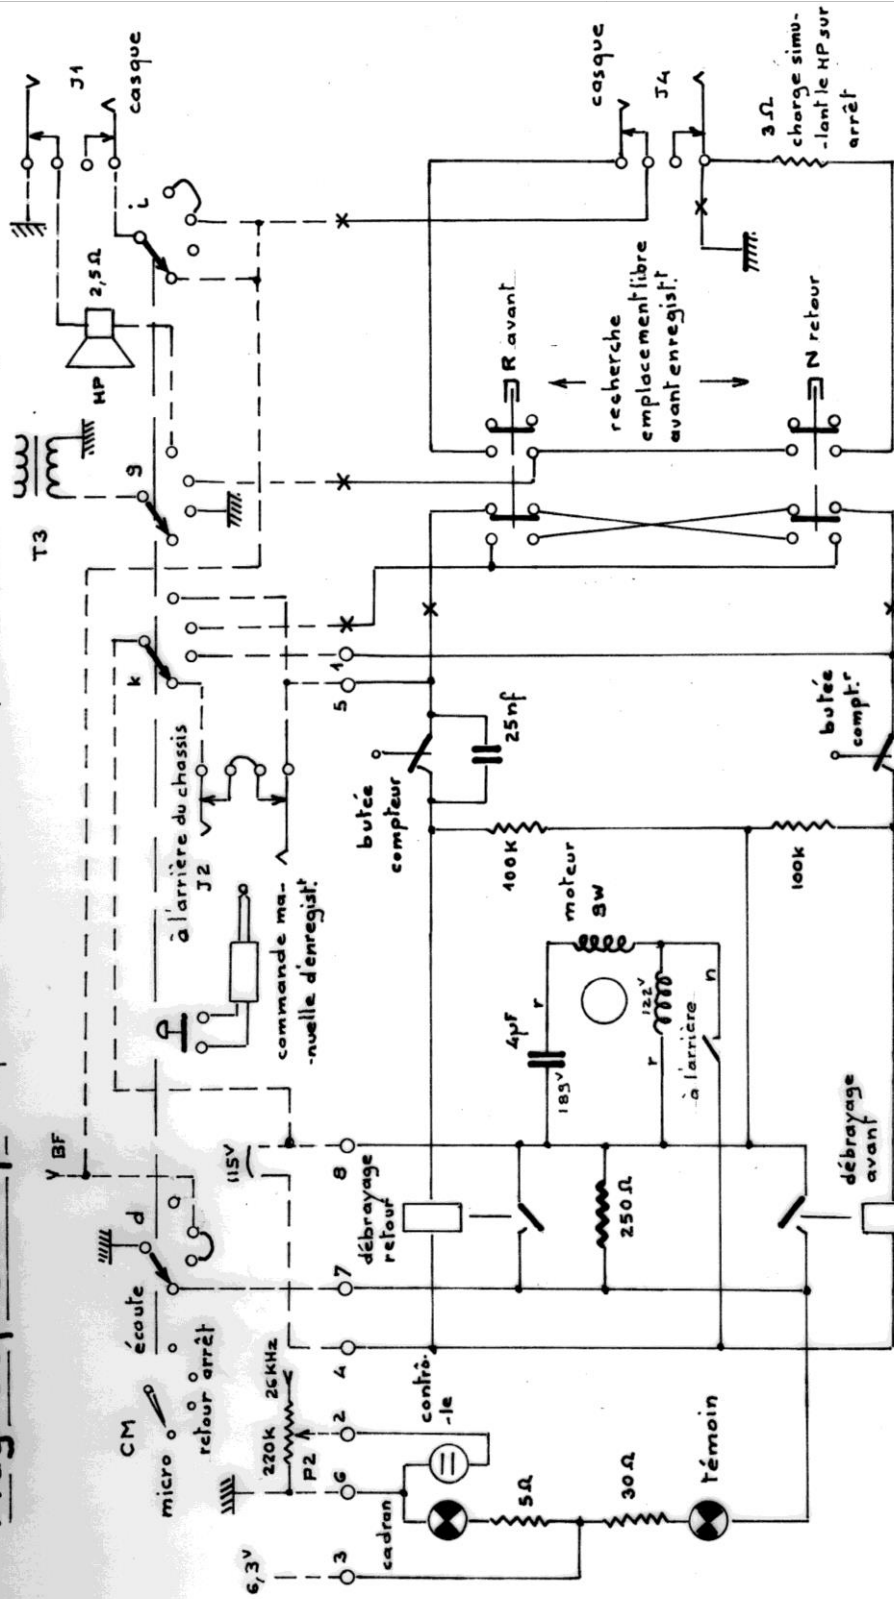 BF
CM
écoute
d
micro
retour arrêt
6,3V
220K
26KHz
P2
3
6
2
4
7
8
115V
5
1
cadran
contrô-
-le
5Ω
30Ω
témoin
débrayage
retour
250Ω
débrayage
avant
4µF
189V
r
moteur
9W
r
122V
n
à l'arrière
100K
100K
commande ma-
-nuelle d'enregist.t
J2
à l'arrière du chassis
k
butée
compteur
25nf
butée
compt.r
T3
g
HP
2,5Ω
i
J1
casque
R avant
recherche
emplacement libre
avant enregist.t
N retour
casque
J4
3Ω
charge simu-
-lant le HP sur
arrêt